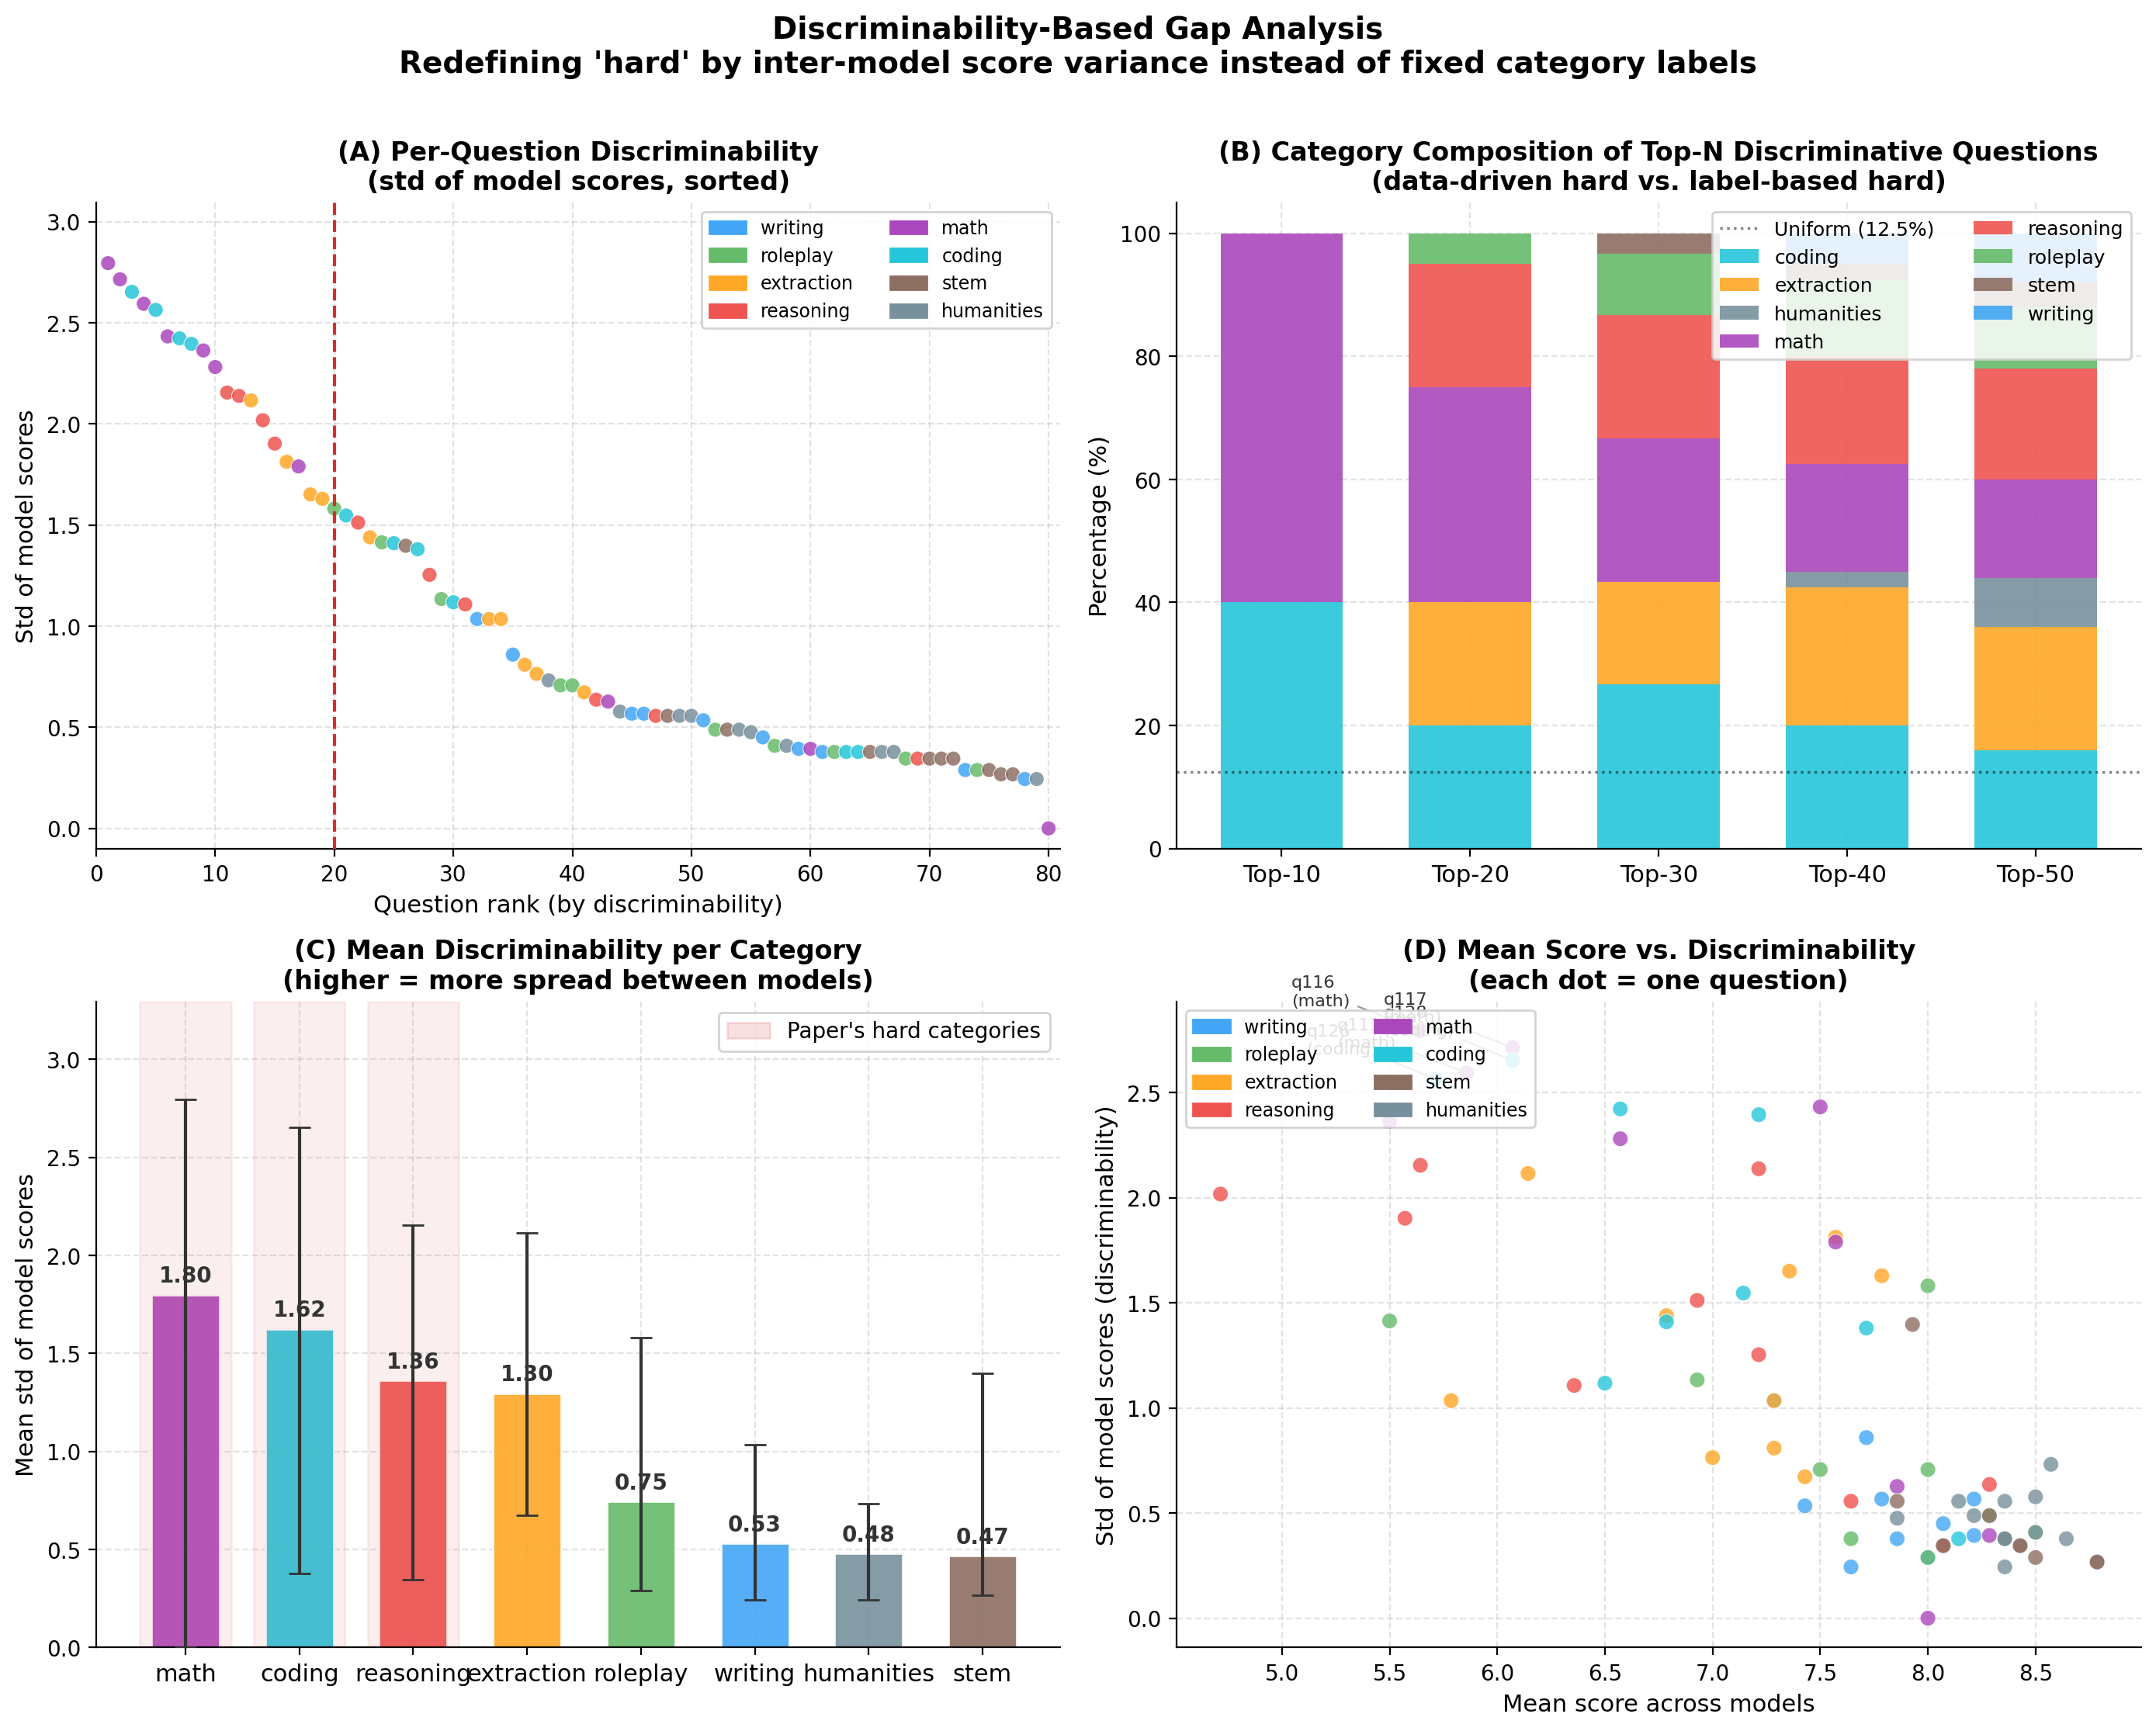 Discriminability-Based Gap Analysis
Redefining 'hard' by inter-model score variance instead of fixed category labels
(A) Per-Question Discriminability
(std of model scores, sorted)
3.0
2.5
2.0
1.5
1.0
0.5
0.0
Std of model scores
writing
roleplay
extraction
reasoning
math
coding
stem
humanities
0
10
20
30
40
50
60
70
80
Question rank (by discriminability)
(B) Category Composition of Top-N Discriminative Questions
(data-driven hard vs. label-based hard)
100
80
60
40
20
0
Percentage (%)
Uniform (12.5%)
coding
extraction
humanities
math
reasoning
roleplay
stem
writing
Top-10
Top-20
Top-30
Top-40
Top-50
(C) Mean Discriminability per Category
(higher = more spread between models)
3.0
2.5
2.0
1.5
1.0
0.5
0.0
Mean std of model scores
Paper's hard categories
1.80
1.62
1.36
1.30
0.75
0.53
0.48
0.47
math
coding
reasoning
extraction
roleplay
writing
humanities
stem
(D) Mean Score vs. Discriminability
(each dot = one question)
q116
(math)
q117
q126
(coding)
(math)
2.5
2.0
1.5
1.0
0.5
0.0
Std of model scores (discriminability)
writing
roleplay
extraction
reasoning
math
coding
stem
humanities
5.0
5.5
6.0
6.5
7.0
7.5
8.0
8.5
Mean score across models